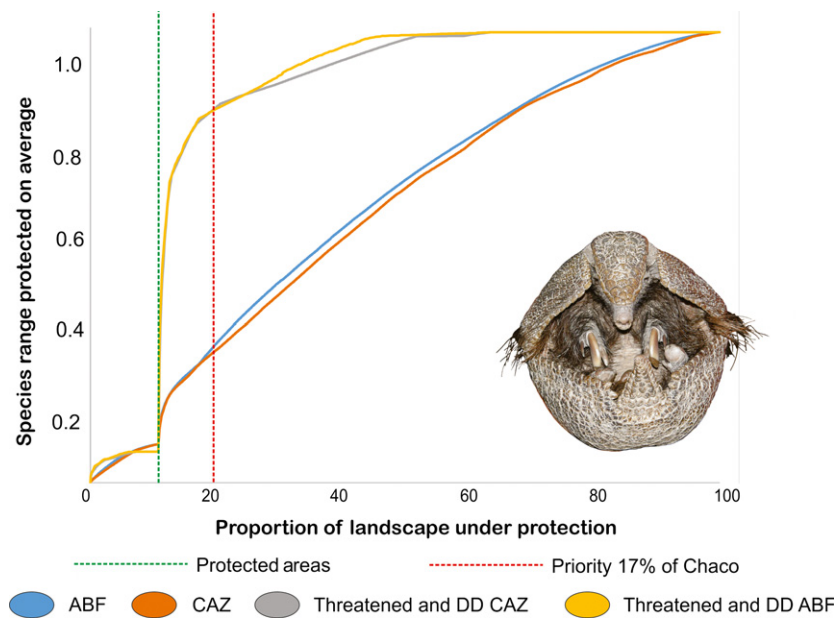 Species range protected on average
1.0
0.8
0.6
0.4
0.2
0 20 40 60 80 100
Proportion of landscape under protection
Protected areas Priority 17% of Chaco
ABF CAZ Threatened and DD CAZ Threatened and DD ABF